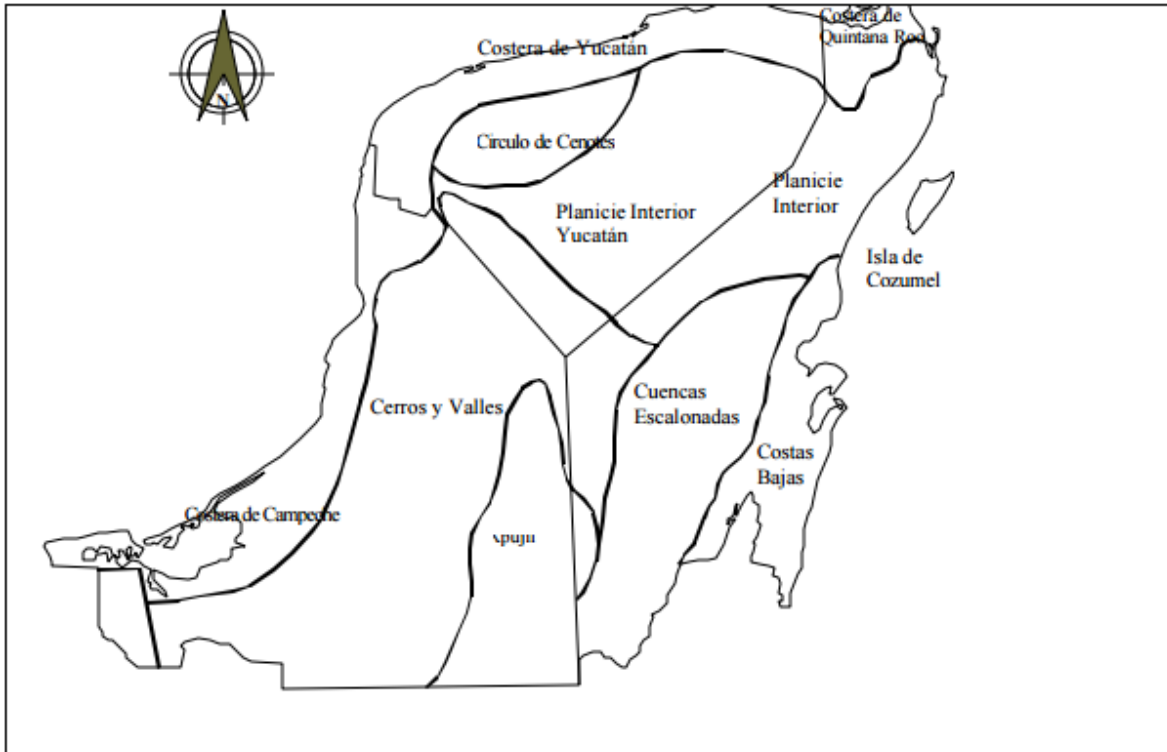 Costera de
Quintana Roo
Costera de Yucatán
N
Circulo de Cenotes
Planicie
Interior
Planicie Interior
Yucatán
Isla de
Cozumel
Cuencas
Escalonadas
Cerros y Valles
Costas
Bajas
Costera de Campeche